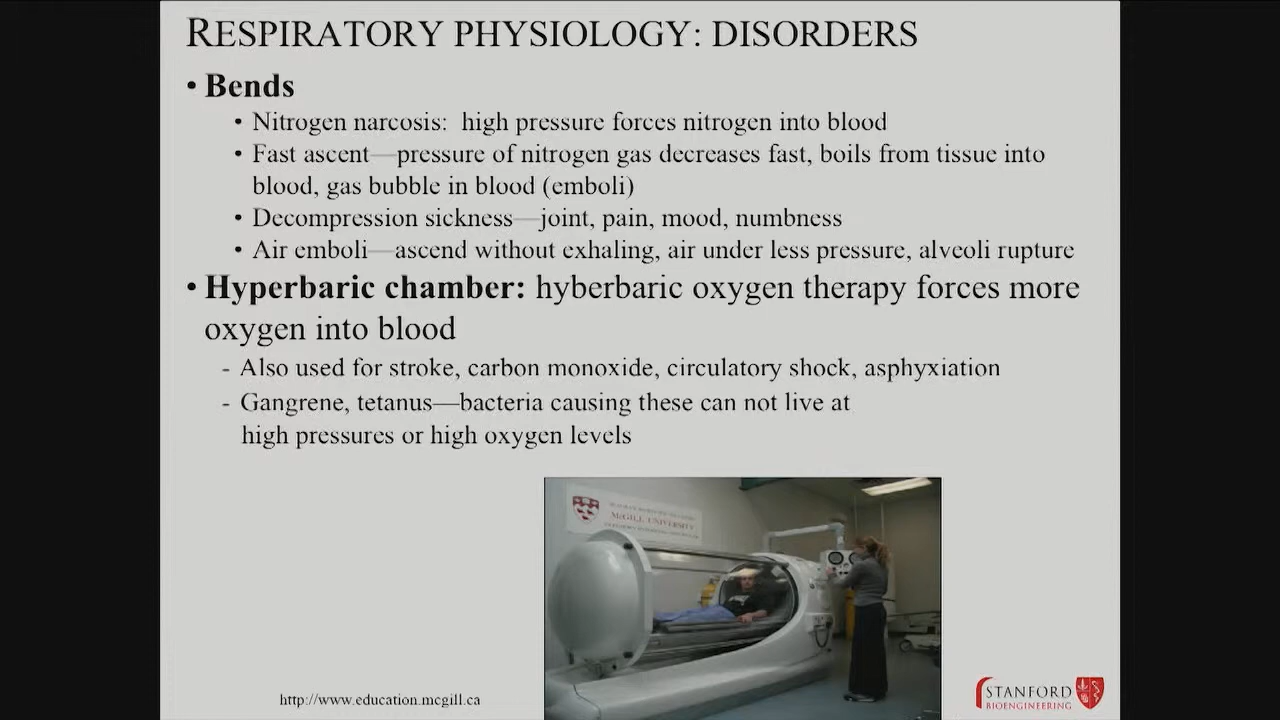 RESPIRATORY PHYSIOLOGY: DISORDERS
• Bends
• Nitrogen narcosis: high pressure forces nitrogen into blood
• Fast ascent—pressure of nitrogen gas decreases fast, boils from tissue into
blood, gas bubble in blood (emboli)
• Decompression sickness—joint, pain, mood, numbness
• Air emboli—ascend without exhaling, air under less pressure, alveoli rupture
• Hyperbaric chamber: hyberbaric oxygen therapy forces more
oxygen into blood
- Also used for stroke, carbon monoxide, circulatory shock, asphyxiation
- Gangrene, tetanus—bacteria causing these can not live at
high pressures or high oxygen levels
McGILL UNIVERSITY
http://www.education.mcgill.ca
STANFORD
BIOENGINEERING